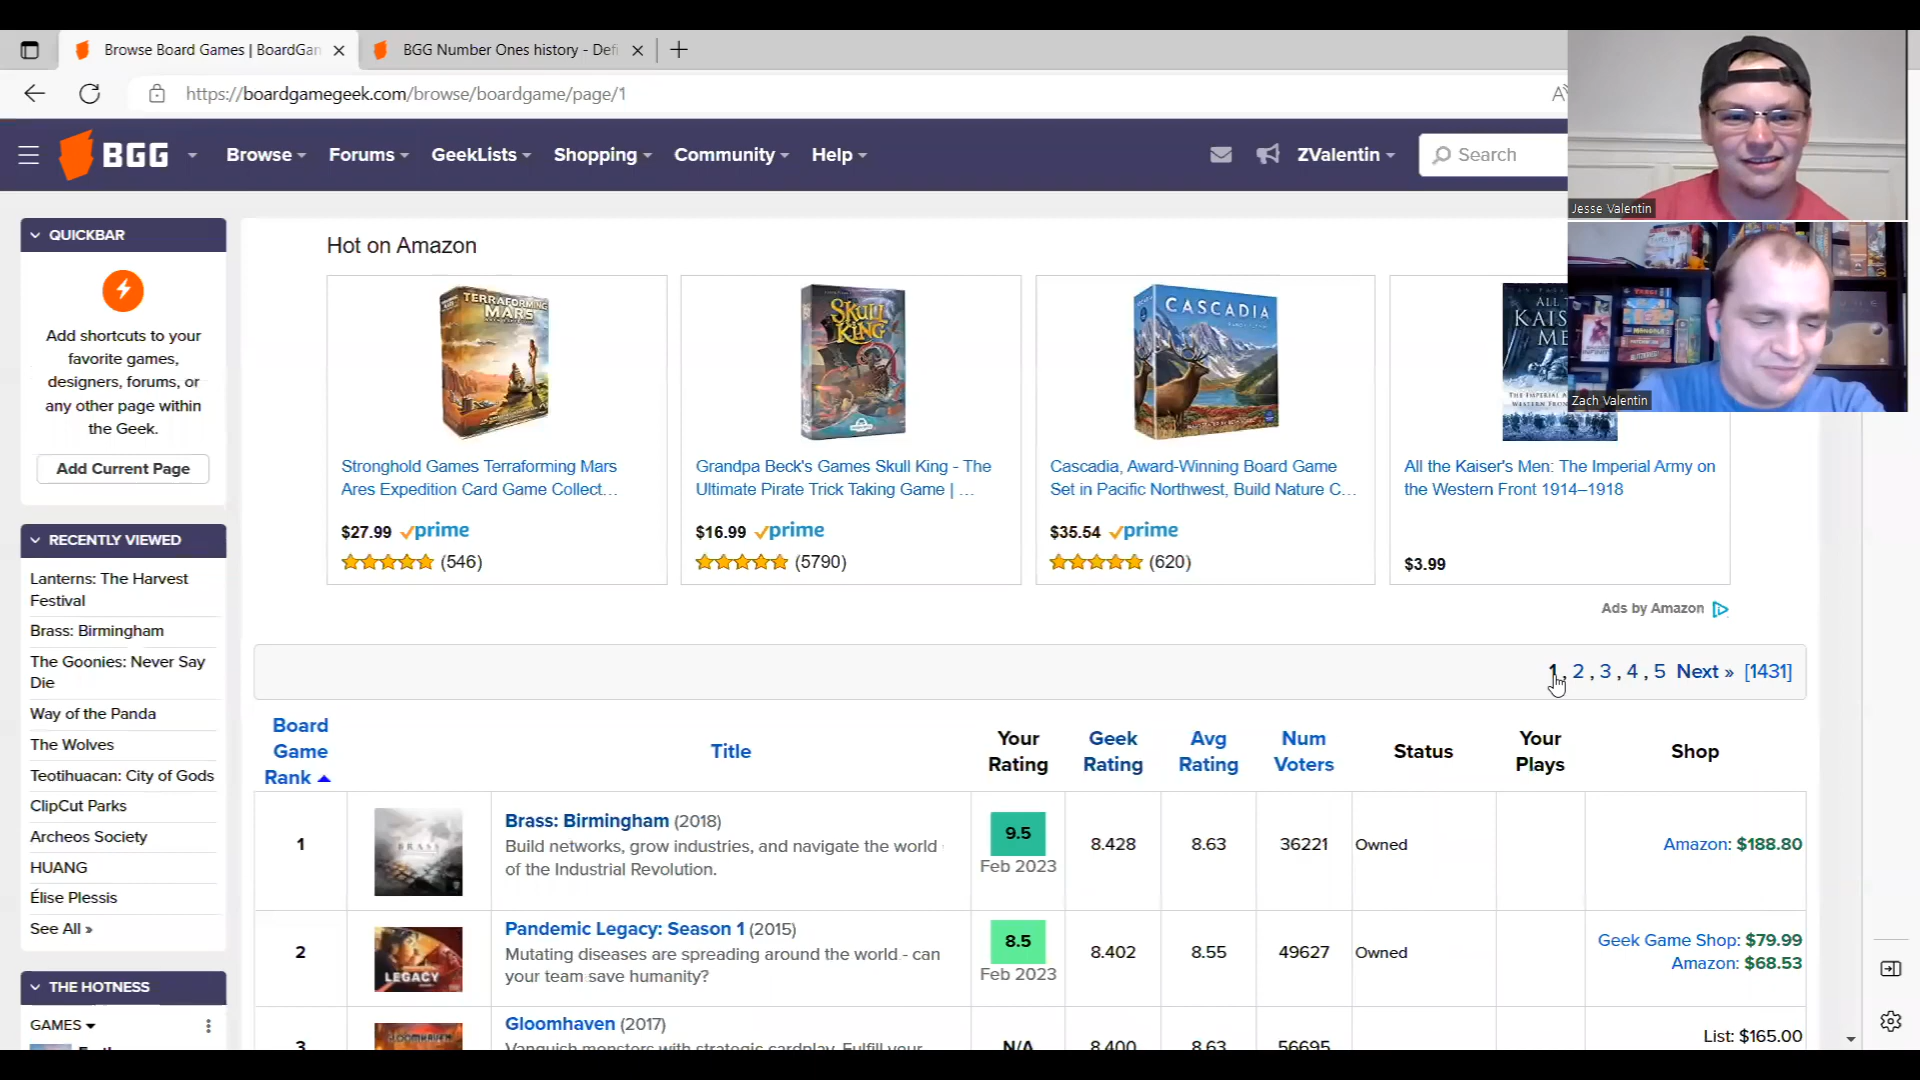 Browse Board Games | BoardGan
BGG Number Ones history - Defi
https://boardgamegeek.com/browse/boardgame/page/1
BGG
Browse
Forums
GeekLists
Shopping
Community
Help
ZValentin
Search
Jesse Valentin
Zach Valentin
QUICKBAR
Add shortcuts to your
favorite games,
designers, forums, or
any other page within
the Geek.
Add Current Page
RECENTLY VIEWED
Lanterns: The Harvest
Festival
Brass: Birmingham
The Goonies: Never Say
Die
Way of the Panda
The Wolves
Teotihuacan: City of Gods
ClipCut Parks
Archeos Society
HUANG
Élise Plessis
See All »
THE HOTNESS
GAMES
Hot on Amazon
TERRAFORMING
MARS
SKULL
KING
CASCADIA
Stronghold Games Terraforming Mars
Ares Expedition Card Game Collect...
$27.99 prime
(546)
Grandpa Beck's Games Skull King - The
Ultimate Pirate Trick Taking Game | ...
$16.99 prime
(5790)
Cascadia, Award-Winning Board Game
Set in Pacific Northwest, Build Nature C...
$35.54 prime
(620)
All the Kaiser's Men: The Imperial Army on
the Western Front 1914–1918
$3.99
Ads by Amazon
1 , 2 , 3 , 4 , 5 Next » [1431]
Board
Game
Rank
Title
Your
Rating
Geek
Rating
Avg
Rating
Num
Voters
Status
Your
Plays
Shop
1
BRASS
Brass: Birmingham (2018)
Build networks, grow industries, and navigate the world
of the Industrial Revolution.
9.5
Feb 2023
8.428
8.63
36221
Owned
Amazon: $188.80
2
LEGACY
Pandemic Legacy: Season 1 (2015)
Mutating diseases are spreading around the world - can
your team save humanity?
8.5
Feb 2023
8.402
8.55
49627
Owned
Geek Game Shop: $79.99
Amazon: $68.53
3
GLOOMHAVEN
Gloomhaven (2017)
Vanquish monsters with strategic cardplay. Fulfill your
N/A
8.400
8.63
56695
List: $165.00